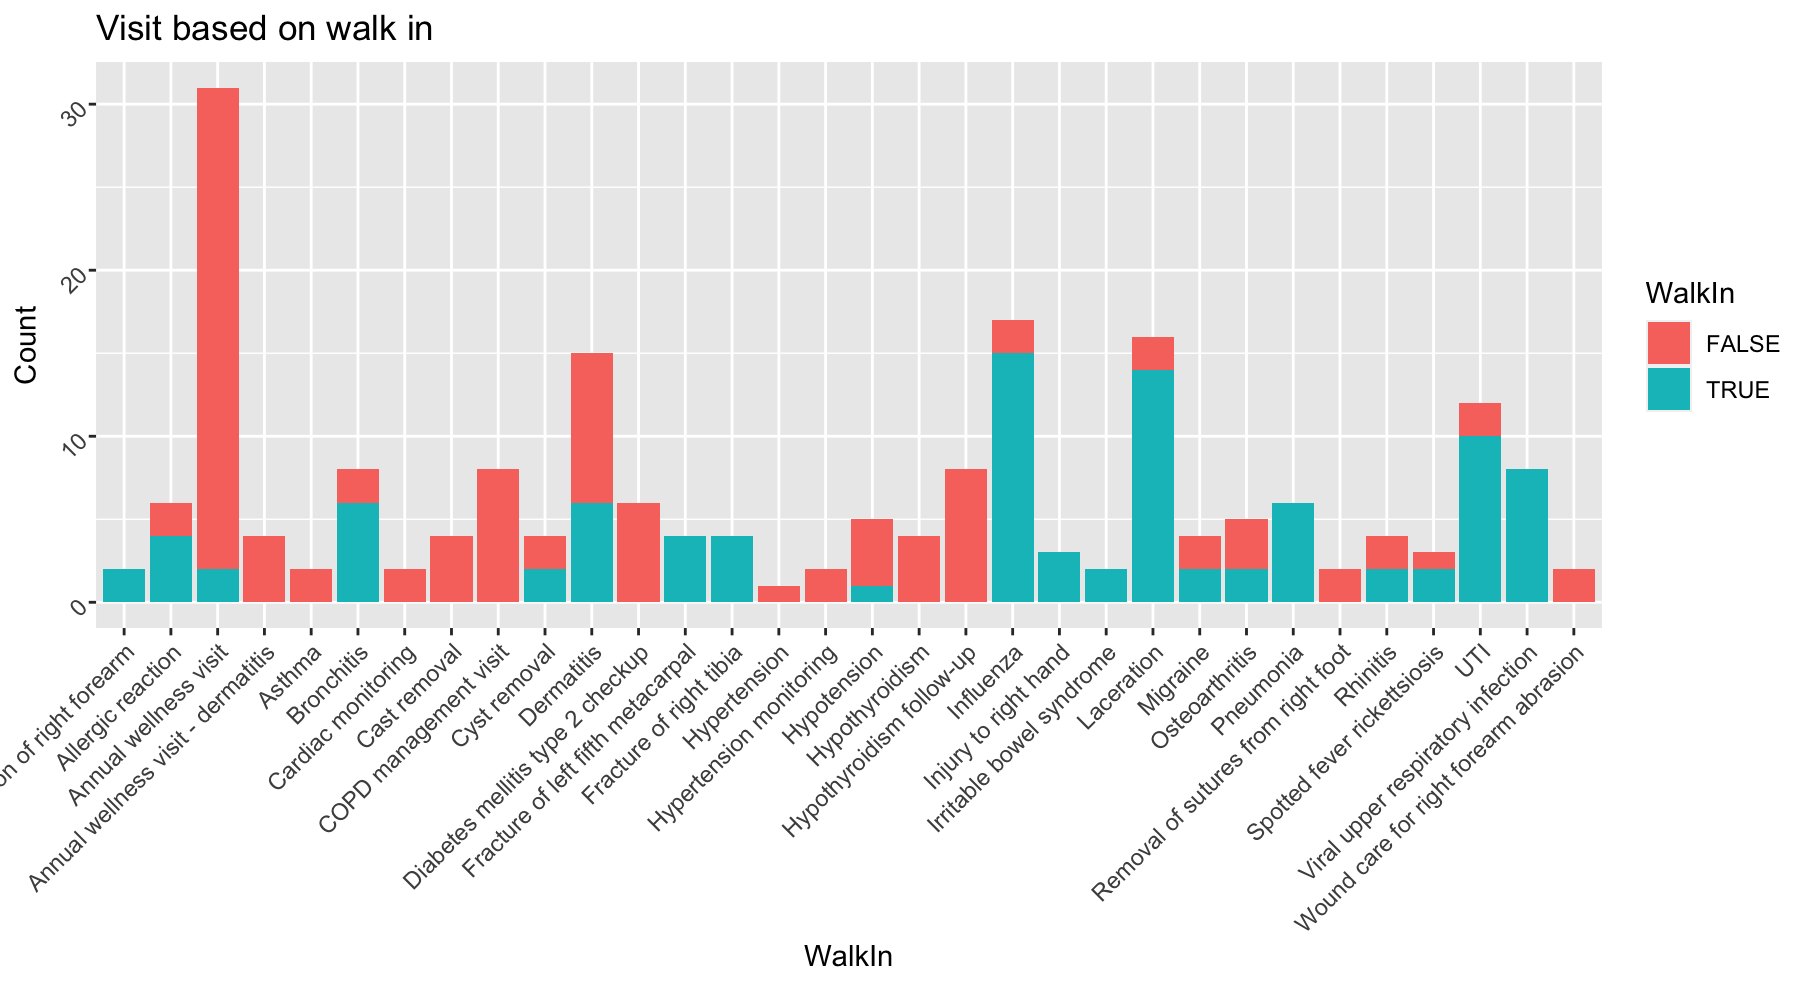 Visit based on walk in
Count
30
20
10
0
on of right forearm
Allergic reaction
Annual wellness visit
Annual wellness visit - dermatitis
Asthma
Bronchitis
Cardiac monitoring
Cast removal
COPD management visit
Cyst removal
Dermatitis
Diabetes mellitis type 2 checkup
Fracture of left fifth metacarpal
Fracture of right tibia
Hypertension
Hypertension monitoring
Hypotension
Hypothyroidism
Hypothyroidism follow-up
Influenza
Injury to right hand
Irritable bowel syndrome
Laceration
Migraine
Osteoarthritis
Pneumonia
Removal of sutures from right foot
Rhinitis
Spotted fever rickettsiosis
UTI
Viral upper respiratory infection
Wound care for right forearm abrasion
WalkIn
WalkIn
FALSE
TRUE